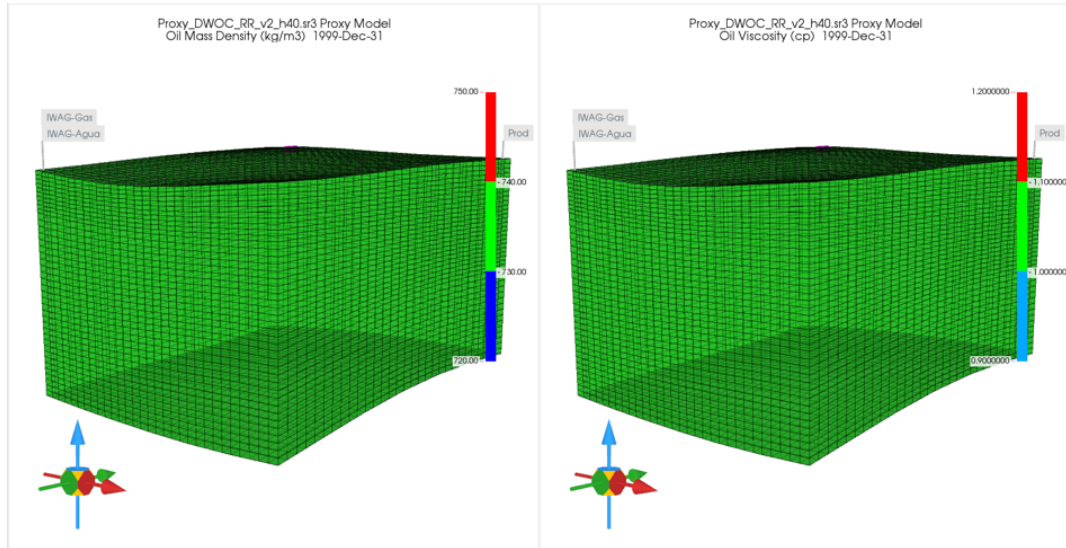 Proxy_DWOC_RR_v2_h40.sr3 Proxy Model
Oil Mass Density (kg/m3) 1999-Dec-31
750.00
IWAG-Gas
IWAG-Agua
Prod
740.00
730.00
720.00
Proxy_DWOC_RR_v2_h40.sr3 Proxy Model
Oil Viscosity (cp) 1999-Dec-31
1.2000000
IWAG-Gas
IWAG-Agua
Prod
1.100000
1.000000
0.9000000